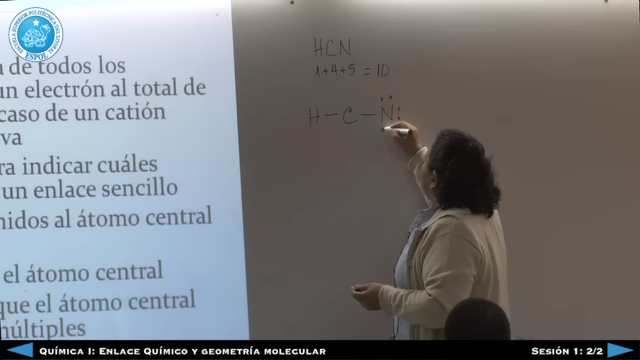 ESPOL
a de todos los
un electrón al total de
caso de un catión
va
ra indicar cuáles
un enlace sencillo
nidos al átomo central
el átomo central
que el átomo central
múltiples
HCN
1+4+5 = 10.
H — C — N
Química I: Enlace Químico y geometría molecular
Sesión 1: 2/2